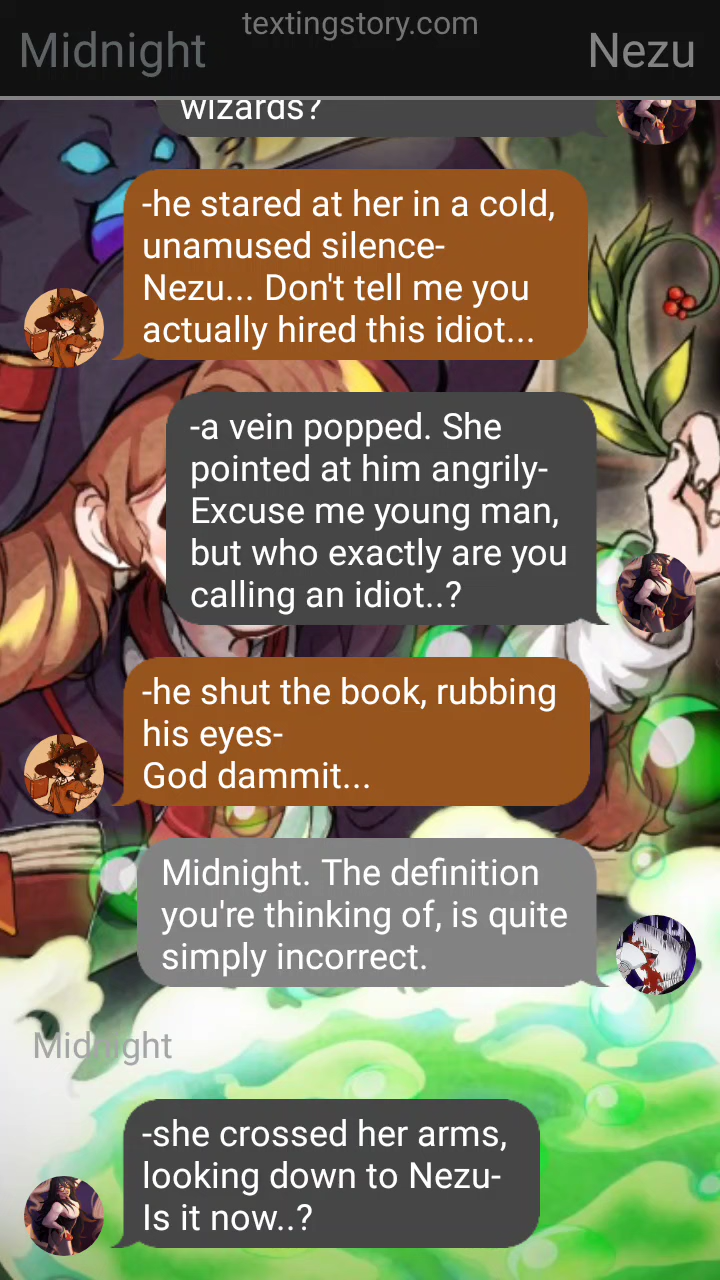 textingstory.com
Midnight
Nezu
wizards?
-he stared at her in a cold,
unamused silence-
Nezu... Don't tell me you
actually hired this idiot...
-a vein popped. She
pointed at him angrily-
Excuse me young man,
but who exactly are you
calling an idiot..?
-he shut the book, rubbing
his eyes-
God dammit...
Midnight. The definition
you're thinking of, is quite
simply incorrect.
Midnight
-she crossed her arms,
looking down to Nezu-
Is it now..?